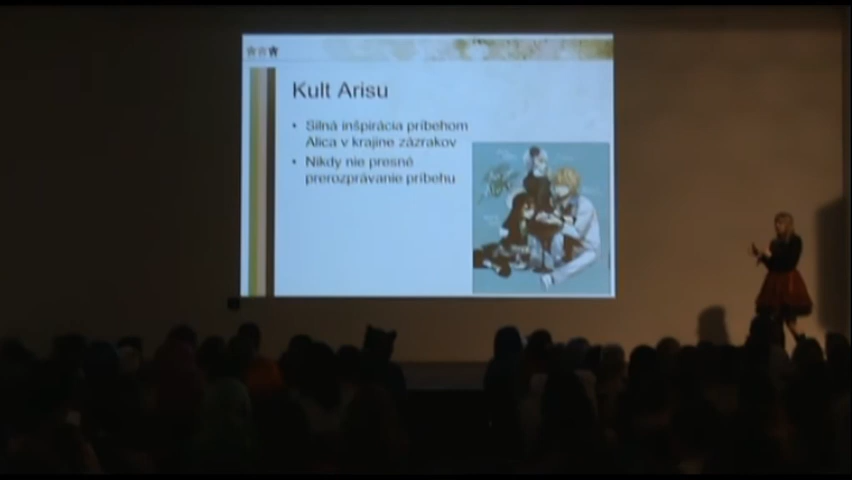 Kult Arisu
• Silná inšpirácia príbehom
Alica v krajine zázrakov
• Nikdy nie presné
prerozprávanie príbehu